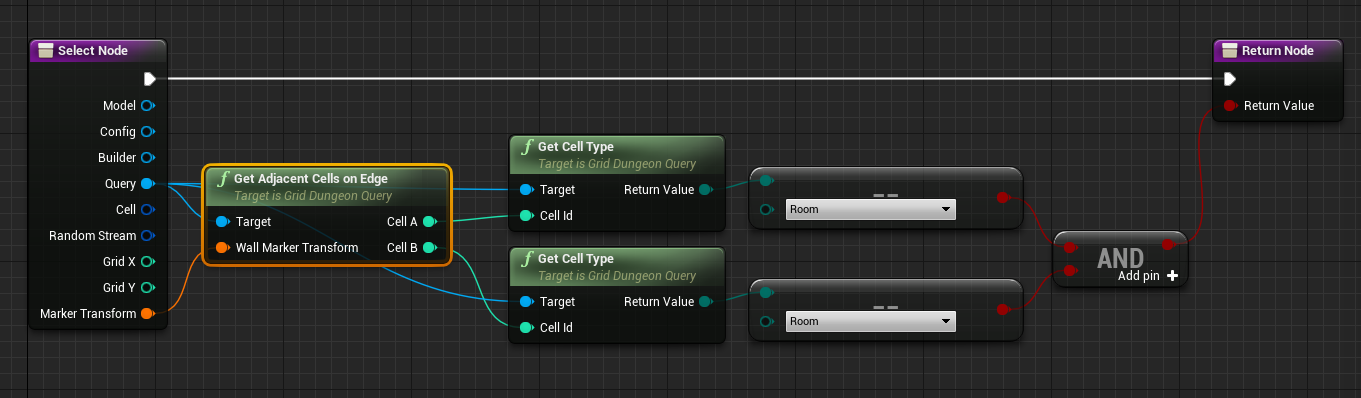 Select Node
Model
Config
Builder
Query
Cell
Random Stream
Grid X
Grid Y
Marker Transform
f Get Adjacent Cells on Edge
Target is Grid Dungeon Query
Target
Cell A
Wall Marker Transform
Cell B
f Get Cell Type
Target is Grid Dungeon Query
Target
Return Value
Cell Id
f Get Cell Type
Target is Grid Dungeon Query
Target
Return Value
Cell Id
==
Room
==
Room
AND
Add pin +
Return Node
Return Value